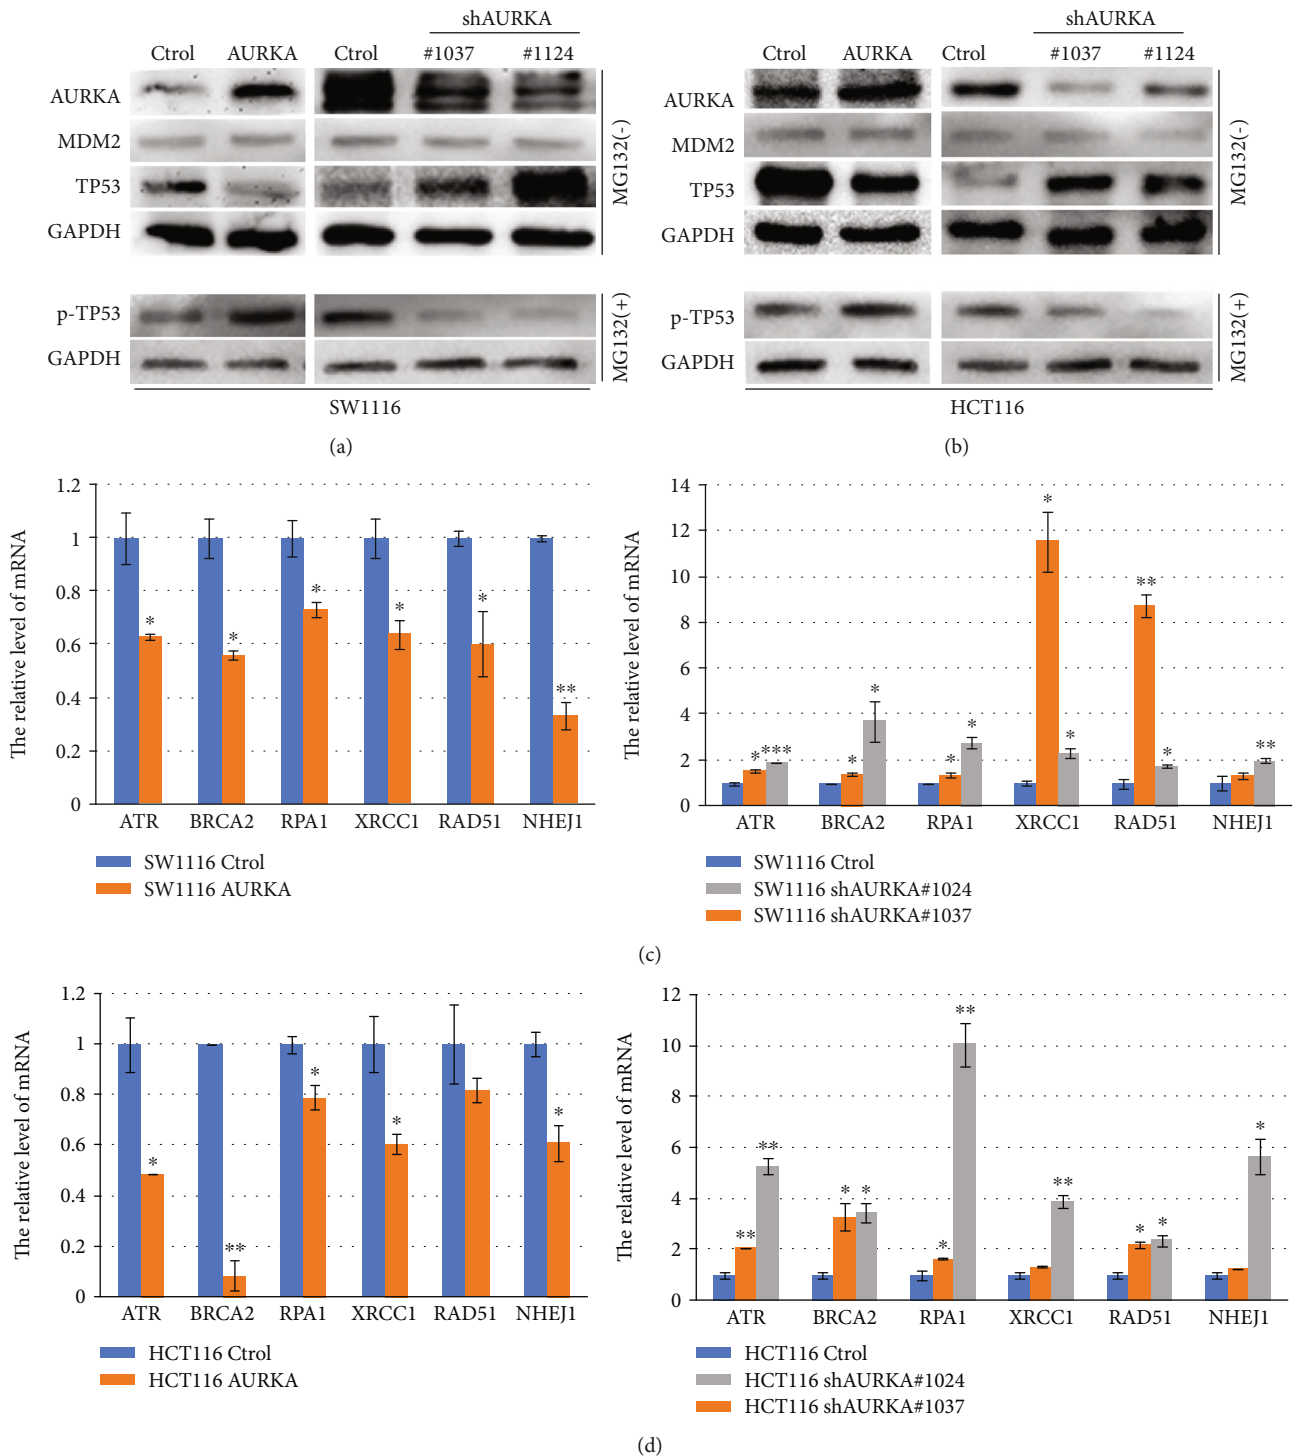 shAURKA
Ctrol AURKA Ctrol #1037 #1124
AURKA
MDM2
TP53
GAPDH
MG132(-)
p-TP53
GAPDH
MG132(+)
SW1116
(a)
shAURKA
Ctrol AURKA Ctrol #1037 #1124
AURKA
MDM2
TP53
GAPDH
MG132(-)
p-TP53
GAPDH
MG132(+)
HCT116
(b)
The relative level of mRNA
1.2
1
0.8
0.6
0.4
0.2
0
* * * * * **
ATR BRCA2 RPA1 XRCC1 RAD51 NHEJ1
SW1116 Ctrol
SW1116 AURKA
The relative level of mRNA
14
12
10
8
6
4
2
0
* *** * * * * * * ** * **
ATR BRCA2 RPA1 XRCC1 RAD51 NHEJ1
SW1116 Ctrol
SW1116 shAURKA#1024
SW1116 shAURKA#1037
(c)
The relative level of mRNA
1.2
1
0.8
0.6
0.4
0.2
0
* ** * * *
ATR BRCA2 RPA1 XRCC1 RAD51 NHEJ1
HCT116 Ctrol
HCT116 AURKA
The relative level of mRNA
12
10
8
6
4
2
0
** ** * * * ** ** * * *
ATR BRCA2 RPA1 XRCC1 RAD51 NHEJ1
HCT116 Ctrol
HCT116 shAURKA#1024
HCT116 shAURKA#1037
(d)